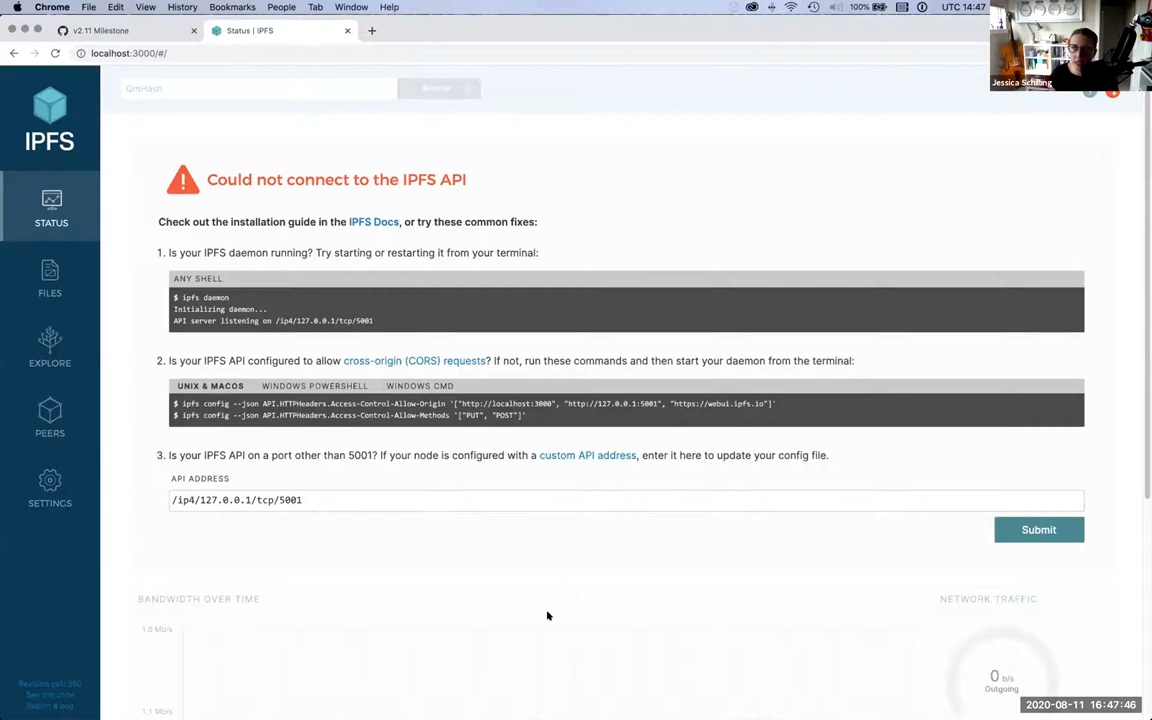 Chrome File Edit View History Bookmarks People Tab Window Help 100% UTC 14:47
v2.11 Milestone
Status | IPFS
localhost:3000/#/
Jessica Schilling
QmHash
Browse
IPFS
STATUS
FILES
EXPLORE
PEERS
SETTINGS
See the code
Report a bug
Could not connect to the IPFS API
Check out the installation guide in the IPFS Docs, or try these common fixes:
1. Is your IPFS daemon running? Try starting or restarting it from your terminal:
ANY SHELL
$ ipfs daemon
Initializing daemon...
API server listening on /ip4/127.0.0.1/tcp/5001
2. Is your IPFS API configured to allow cross-origin (CORS) requests? If not, run these commands and then start your daemon from the terminal:
UNIX & MACOS WINDOWS POWERSHELL WINDOWS CMD
$ ipfs config --json API.HTTPHeaders.Access-Control-Allow-Origin '["http://localhost:3000", "http://127.0.0.1:5001", "https://webui.ipfs.io"]'
$ ipfs config --json API.HTTPHeaders.Access-Control-Allow-Methods '["PUT", "POST"]'
3. Is your IPFS API on a port other than 5001? If your node is configured with a custom API address, enter it here to update your config file.
API ADDRESS
/ip4/127.0.0.1/tcp/5001
Submit
BANDWIDTH OVER TIME
NETWORK TRAFFIC
1.5 Mb/s
1.1 Mb/s
0 b/s
Outgoing
2020-08-11 16:47:46